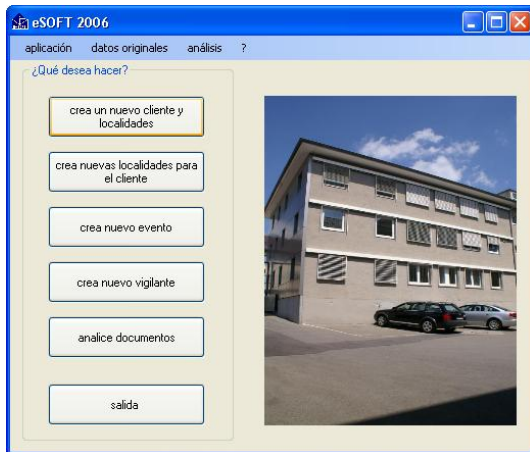 eSOFT 2006
aplicación datos originales análisis ?
¿Qué desea hacer?
crea un nuevo cliente y
localidades
crea nuevas localidades para
el cliente
crea nuevo evento
crea nuevo vigilante
analice documentos
salida